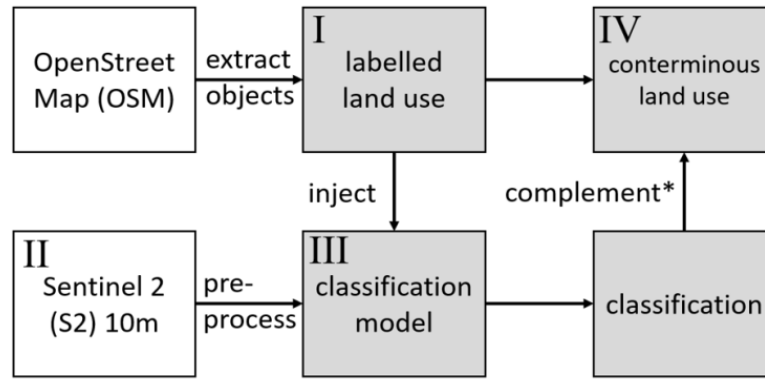 OpenStreet
Map (OSM)
extract
objects
I
labelled
land use
IV
conterminous
land use
inject
complement*
II
Sentinel 2
(S2) 10m
pre-
process
III
classification
model
classification